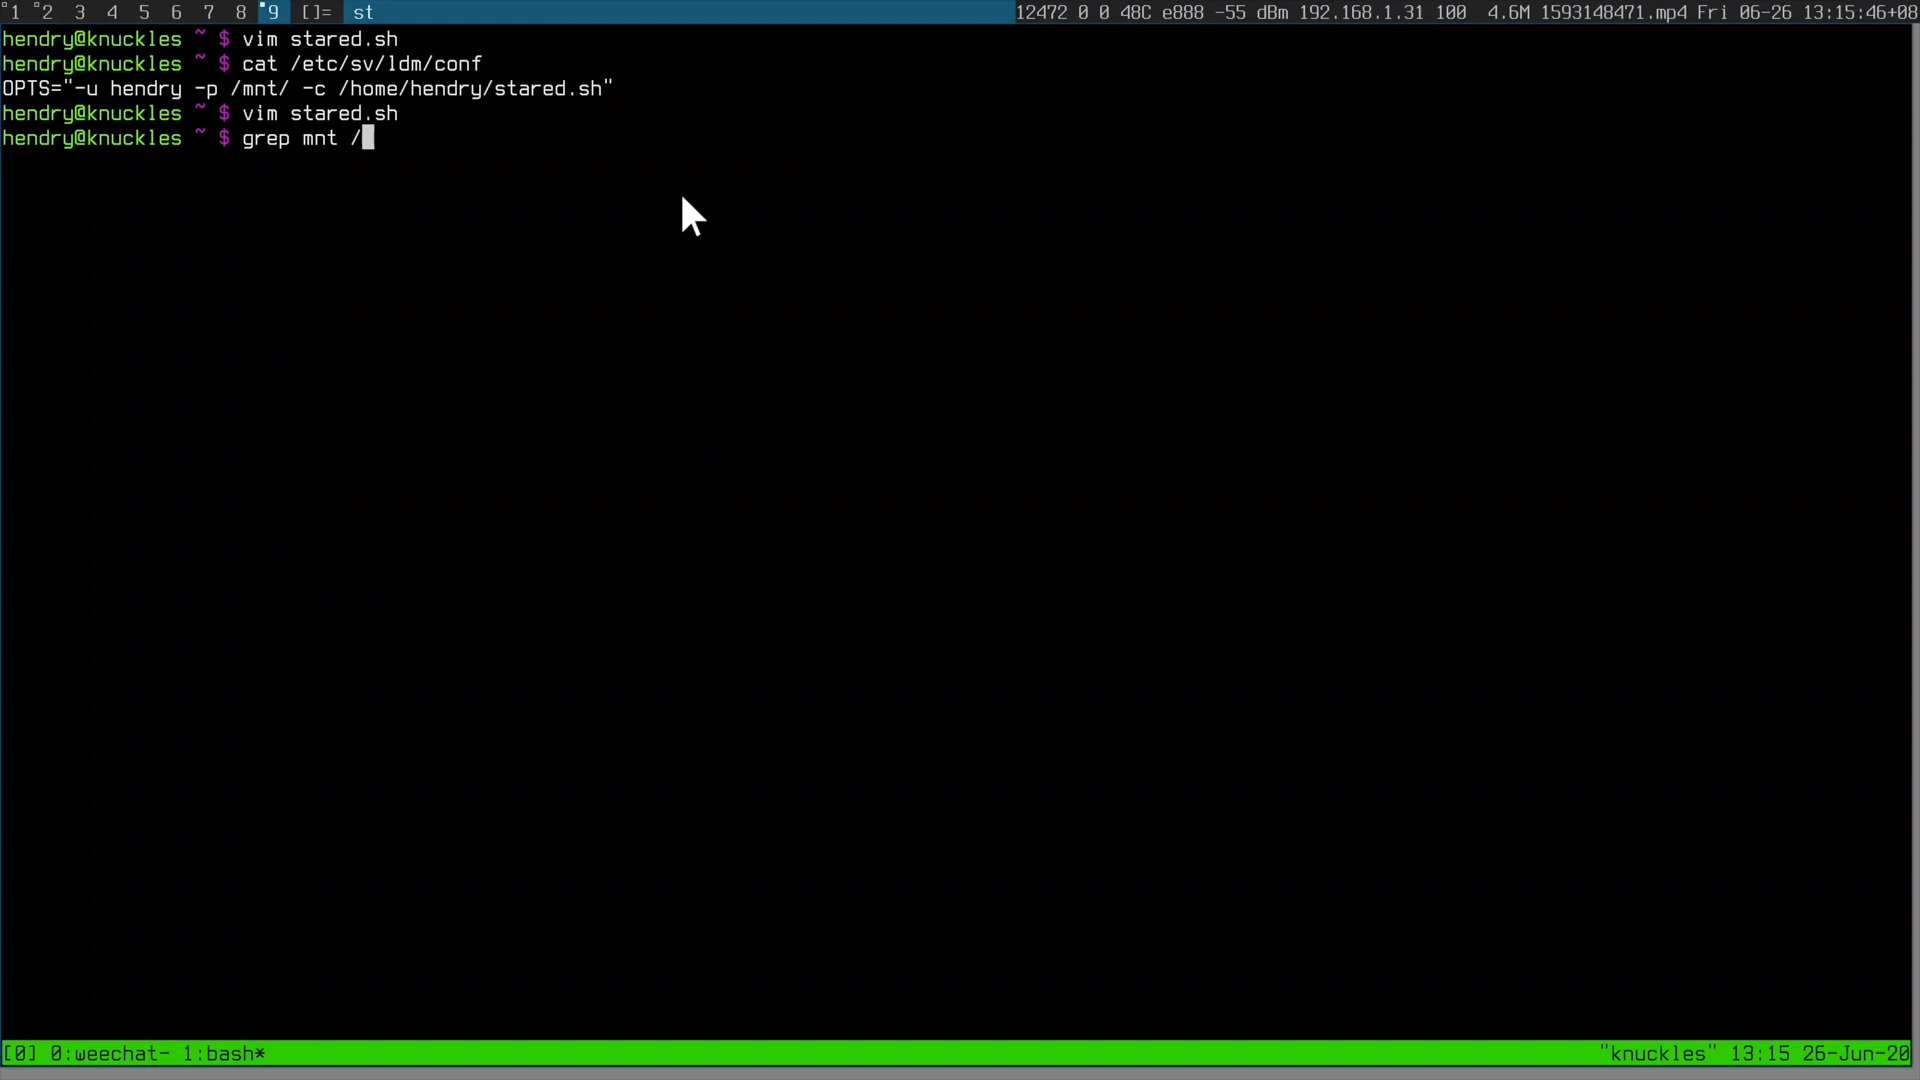 1 2 3 4 5 6 7 8 9 []= st 12472 0 0 48C e888 -55 dBm 192.168.1.31 100 4.6M 1593148471.mp4 Fri 06-26 13:15:46+08
hendry@knuckles ~ $ vim stared.sh
hendry@knuckles ~ $ cat /etc/sv/ldm/conf
OPTS="-u hendry -p /mnt/ -c /home/hendry/stared.sh"
hendry@knuckles ~ $ vim stared.sh
hendry@knuckles ~ $ grep mnt /
[0] 0:weechat- 1:bash* "knuckles" 13:15 26-Jun-20